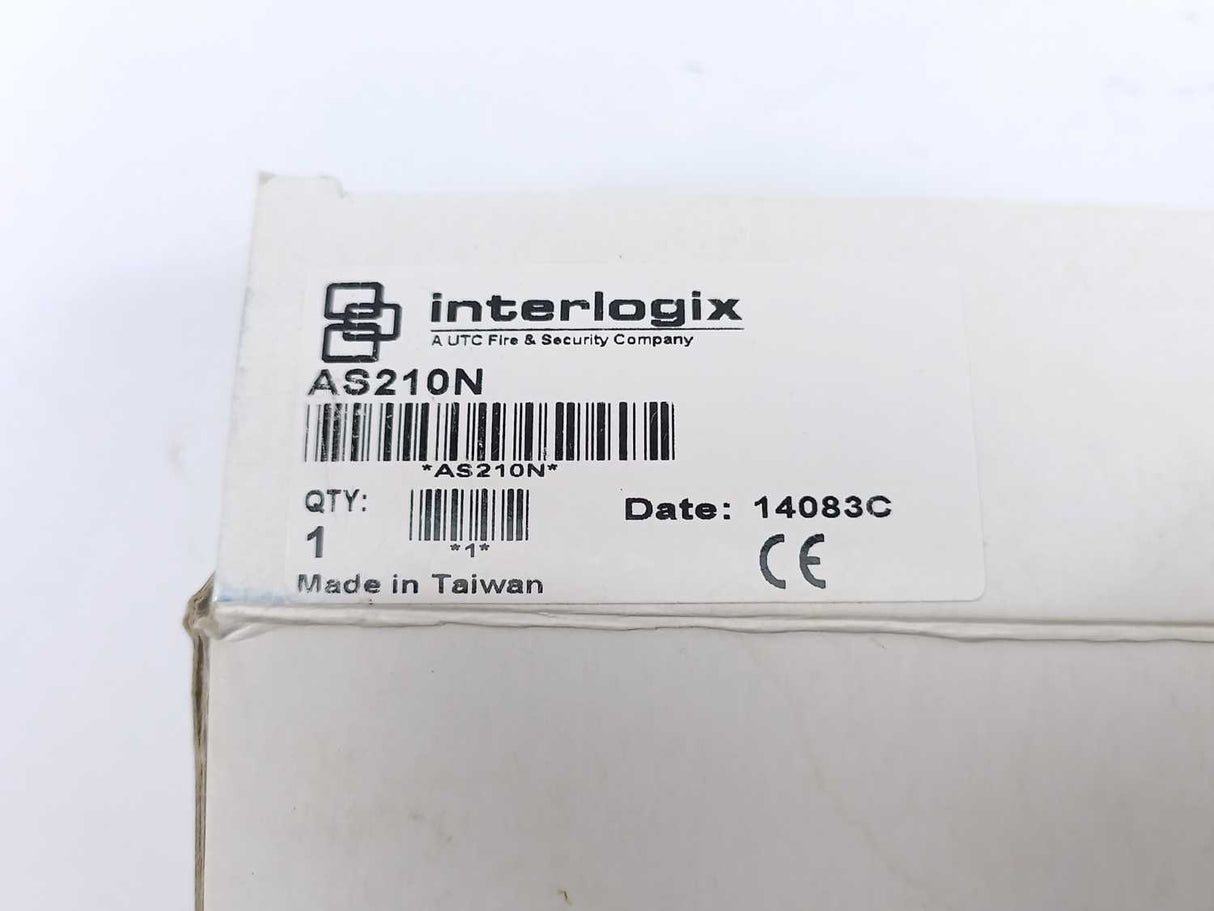 interlogix
A UTC Fire & Security Company
AS210N
*AS210N*
QTY:
1
*1*
Date: 14083C
CE
Made in Taiwan